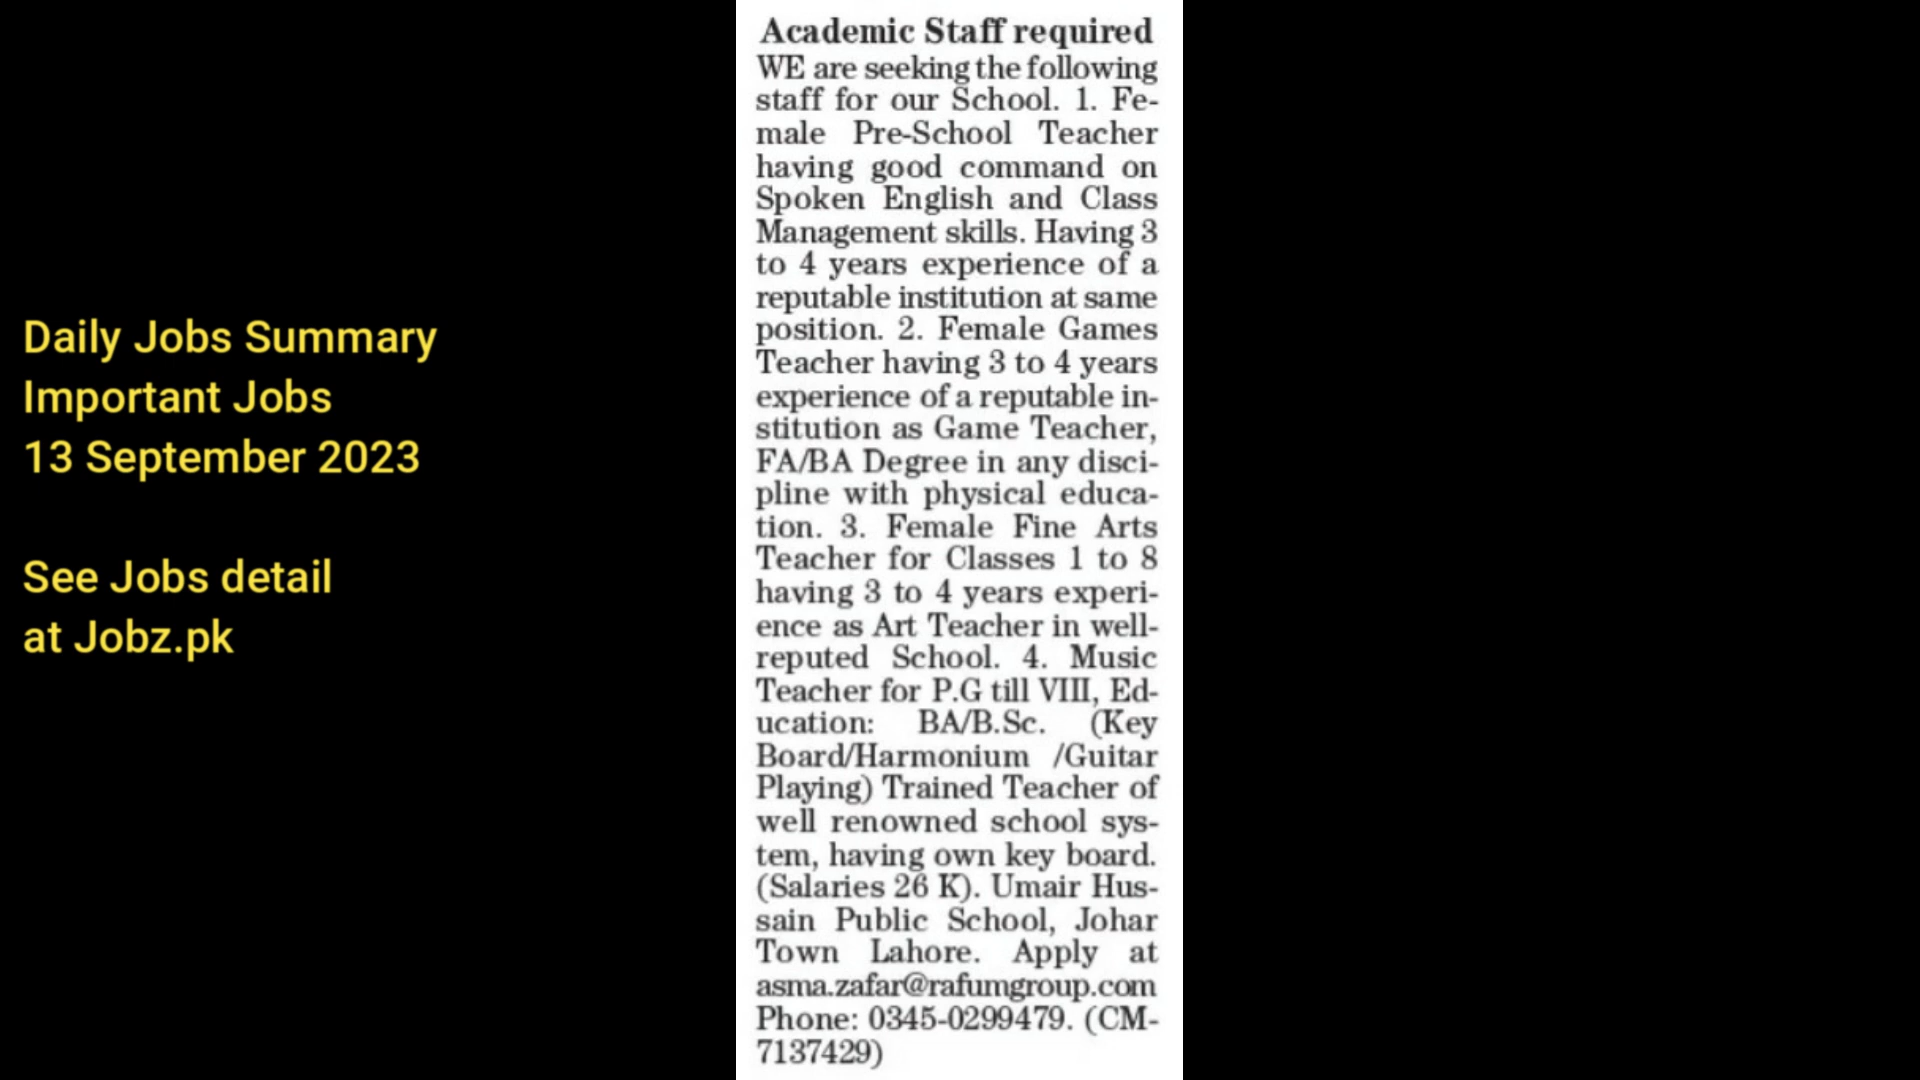 Daily Jobs Summary
Important Jobs
13 September 2023
See Jobs detail
at Jobz.pk
Academic Staff required
WE are seeking the following
staff for our School. 1. Fe-
male Pre-School Teacher
having good command on
Spoken English and Class
Management skills. Having 3
to 4 years experience of a
reputable institution at same
position. 2. Female Games
Teacher having 3 to 4 years
experience of a reputable in-
stitution as Game Teacher,
FA/BA Degree in any disci-
pline with physical educa-
tion. 3. Female Fine Arts
Teacher for Classes 1 to 8
having 3 to 4 years experi-
ence as Art Teacher in well-
reputed School. 4. Music
Teacher for P.G till VIII, Ed-
ucation: BA/B.Sc. (Key
Board/Harmonium /Guitar
Playing) Trained Teacher of
well renowned school sys-
tem, having own key board.
(Salaries 26 K). Umair Hus-
sain Public School, Johar
Town Lahore. Apply at
asma.zafar@rafumgroup.com
Phone: 0345-0299479. (CM-
7137429)